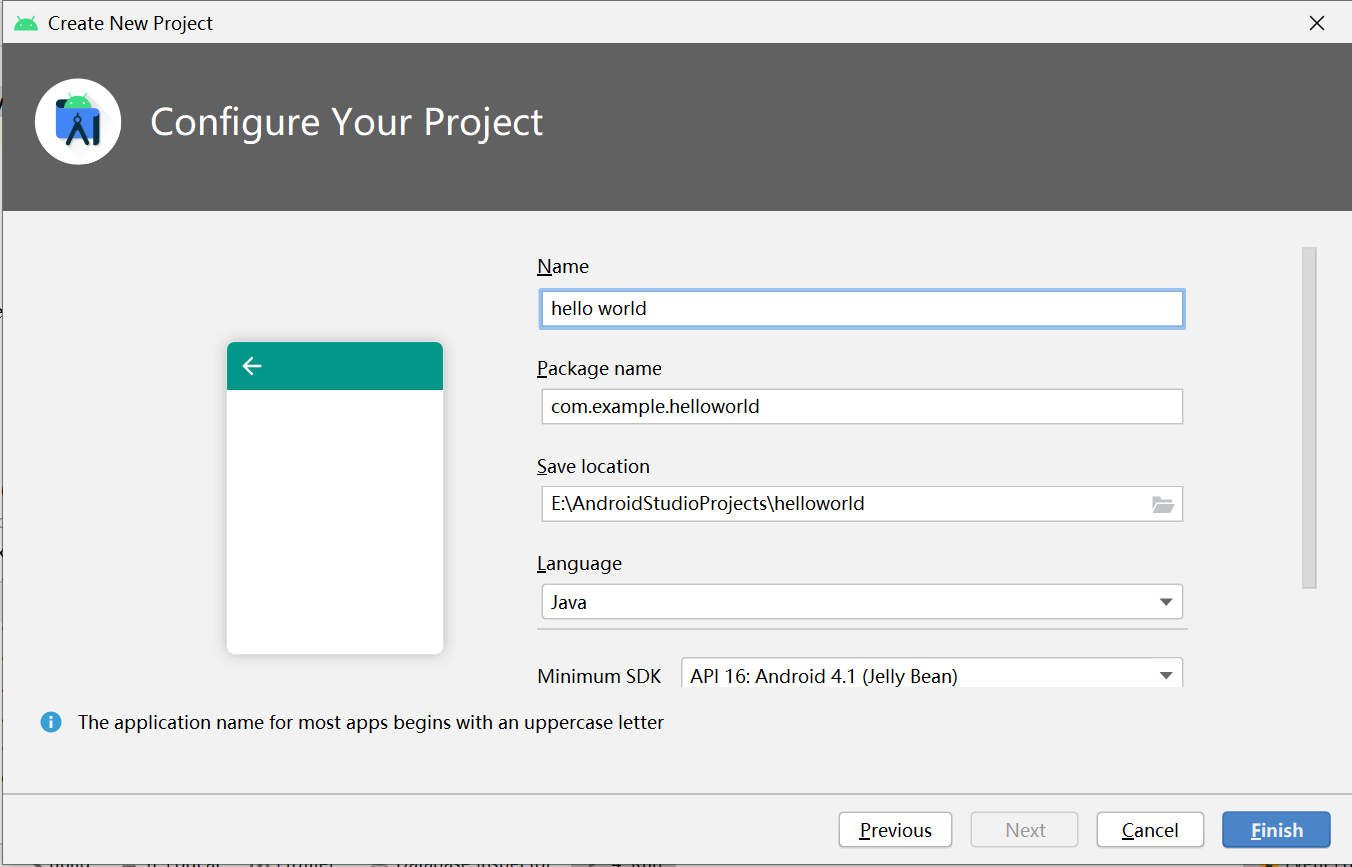 Create New Project
Configure Your Project
Name
hello world
Package name
com.example.helloworld
Save location
E:\AndroidStudioProjects\helloworld
Language
Java
Minimum SDK
API 16: Android 4.1 (Jelly Bean)
The application name for most apps begins with an uppercase letter
Previous
Next
Cancel
Finish